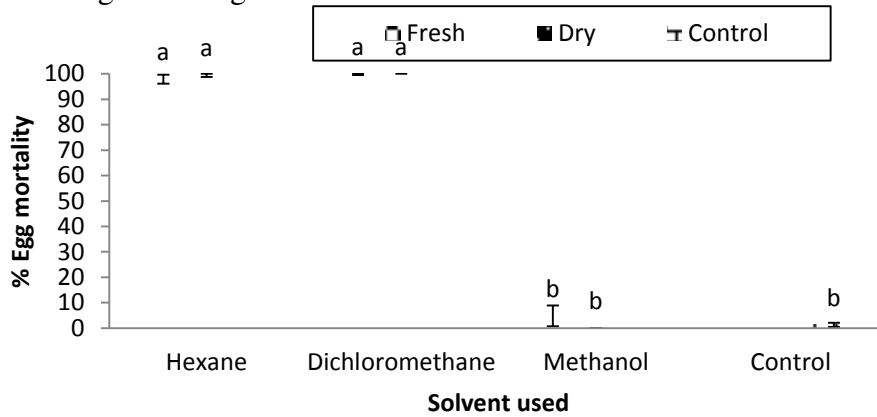 Fresh Dry Control
a a a a
100
90
80
70
60
50
40
30
20
10
0
b b b
% Egg mortality
Hexane Dichloromethane Methanol Control
Solvent used